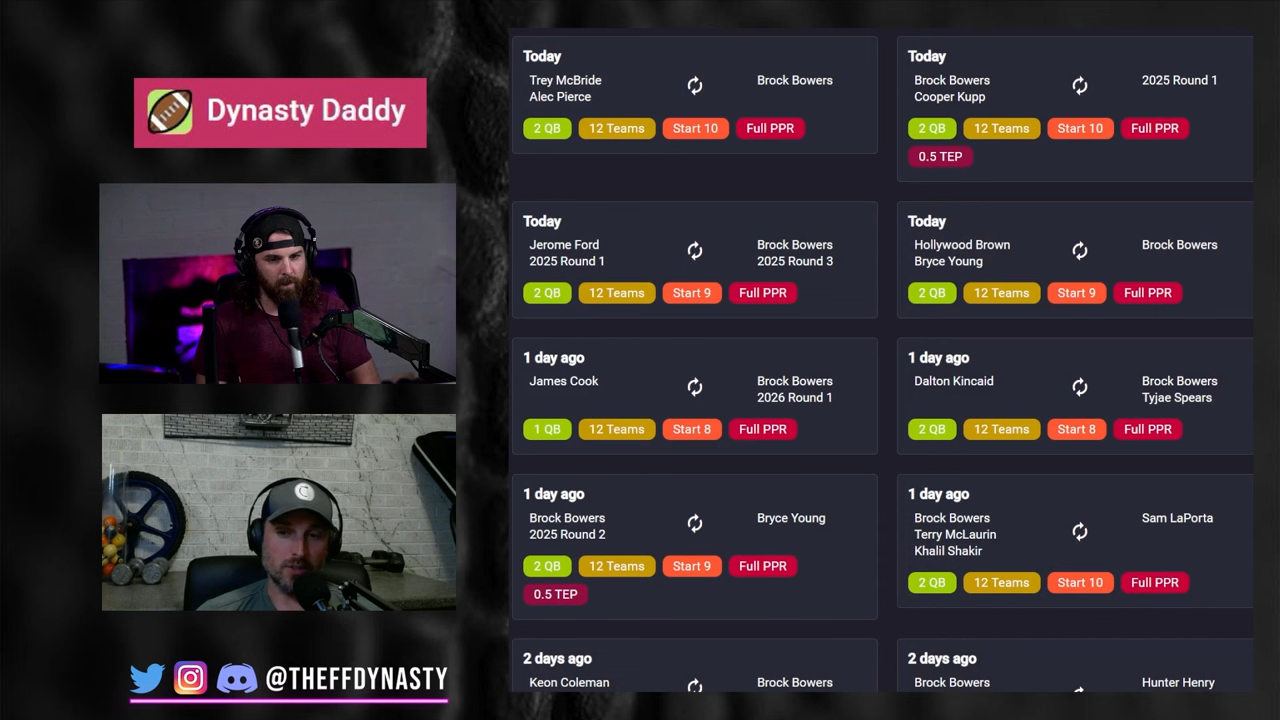 Dynasty Daddy
@THEFFDYNASTY
Today
Trey McBride
Alec Pierce
Brock Bowers
2 QB 12 Teams Start 10 Full PPR
Today
Brock Bowers
Cooper Kupp
2025 Round 1
2 QB 12 Teams Start 10 Full PPR
0.5 TEP
Today
Jerome Ford
2025 Round 1
Brock Bowers
2025 Round 3
2 QB 12 Teams Start 9 Full PPR
Today
Hollywood Brown
Bryce Young
Brock Bowers
2 QB 12 Teams Start 9 Full PPR
1 day ago
James Cook
Brock Bowers
2026 Round 1
1 QB 12 Teams Start 8 Full PPR
1 day ago
Dalton Kincaid
Brock Bowers
Tyjae Spears
2 QB 12 Teams Start 8 Full PPR
1 day ago
Brock Bowers
2025 Round 2
Bryce Young
2 QB 12 Teams Start 9 Full PPR
0.5 TEP
1 day ago
Brock Bowers
Terry McLaurin
Khalil Shakir
Sam LaPorta
2 QB 12 Teams Start 10 Full PPR
2 days ago
Keon Coleman
Brock Bowers
2 days ago
Brock Bowers
Hunter Henry